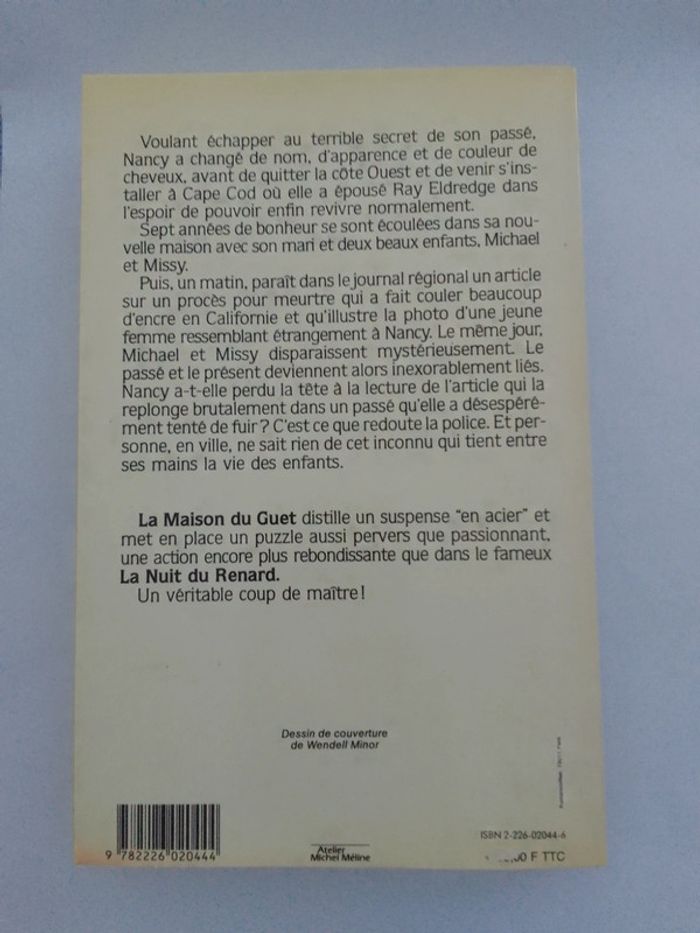 Voulant échapper au terrible secret de son passé,
Nancy a changé de nom, d'apparence et de couleur de
cheveux, avant de quitter la côte Ouest et de venir s'ins-
taller à Cape Cod où elle a épousé Ray Eldredge dans
l'espoir de pouvoir enfin revivre normalement.
Sept années de bonheur se sont écoulées dans sa nou-
velle maison avec son mari et deux beaux enfants, Michael
et Missy.
Puis, un matin, paraît dans le journal régional un article
sur un procès pour meurtre qui a fait couler beaucoup
d'encre en Californie et qu'illustre la photo d'une jeune
femme ressemblant étrangement à Nancy. Le même jour,
Michael et Missy disparaissent mystérieusement. Le
passé et le présent deviennent alors inexorablement liés.
Nancy a-t-elle perdu la tête à la lecture de l'article qui la
replonge brutalement dans un passé qu'elle a désespéré-
ment tenté de fuir ? C'est ce que redoute la police. Et per-
sonne, en ville, ne sait rien de cet inconnu qui tient entre
ses mains la vie des enfants.
La Maison du Guet distille un suspense "en acier" et
met en place un puzzle aussi pervers que passionnant,
une action encore plus rebondissante que dans le fameux
La Nuit du Renard.
Un véritable coup de maître !
Dessin de couverture
de Wendell Minor
ISBN 2-226-02044-6
9 782226 020444
Atelier
Michel Méline
F TTC